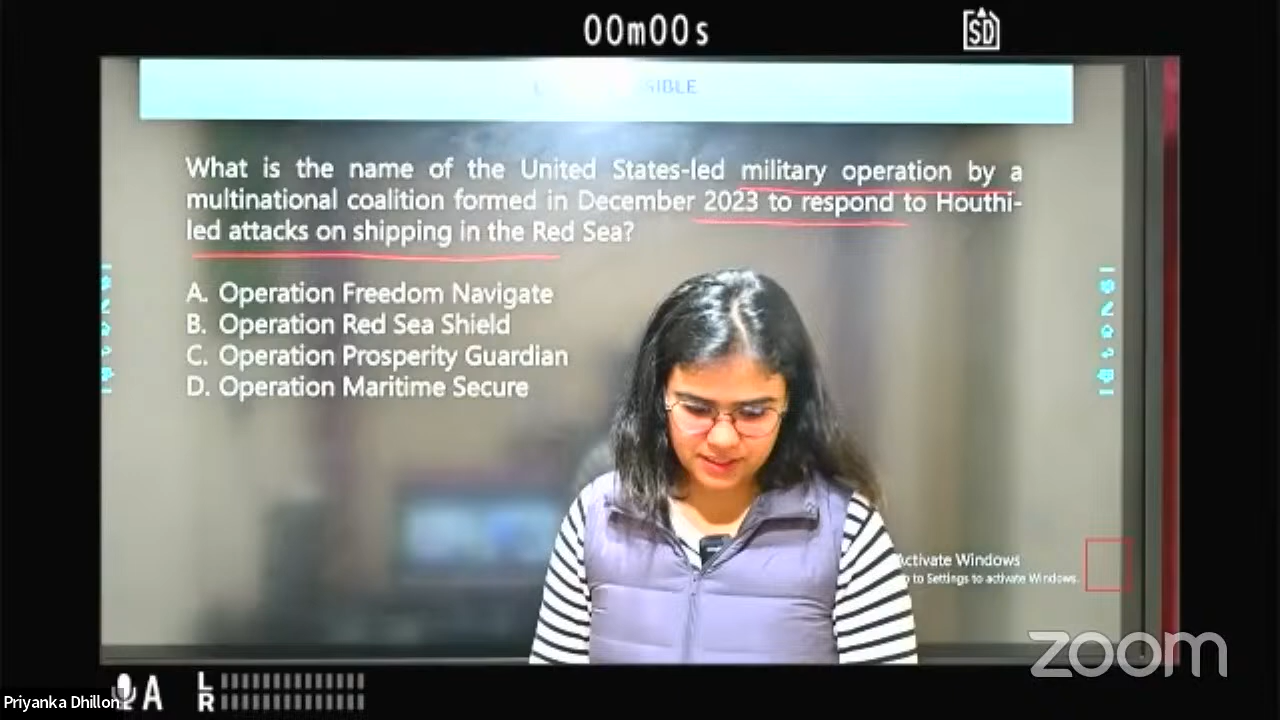 00m00s
SD
SIBLE
What is the name of the United States-led military operation by a
multinational coalition formed in December 2023 to respond to Houthi-
led attacks on shipping in the Red Sea?
A. Operation Freedom Navigate
B. Operation Red Sea Shield
C. Operation Prosperity Guardian
D. Operation Maritime Secure
Activate Windows
to Settings to activate Windows.
zoom
Priyanka Dhillon
A
L
R